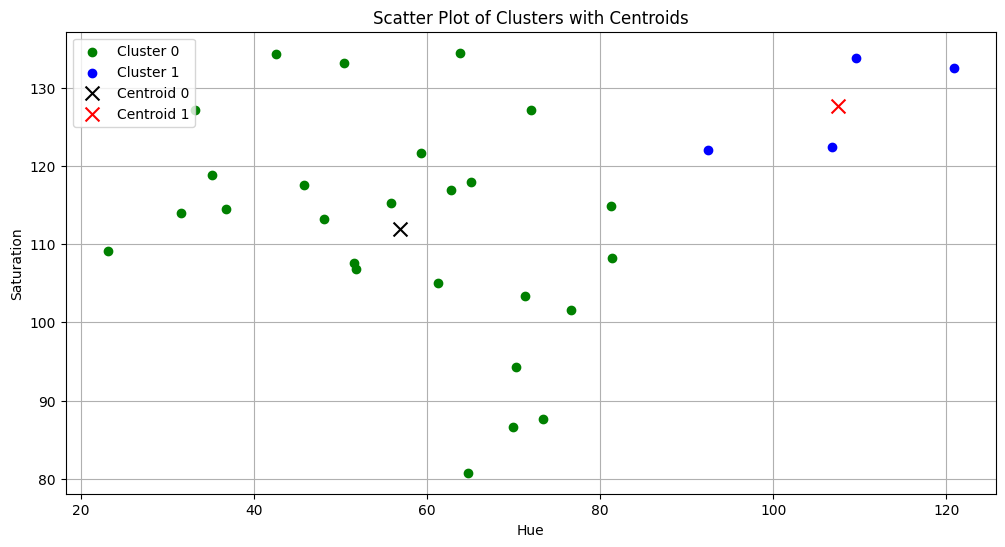 Scatter Plot of Clusters with Centroids
Cluster 0
Cluster 1
Centroid 0
Centroid 1
Saturation
130
120
110
100
90
80
20 40 60 80 100 120
Hue